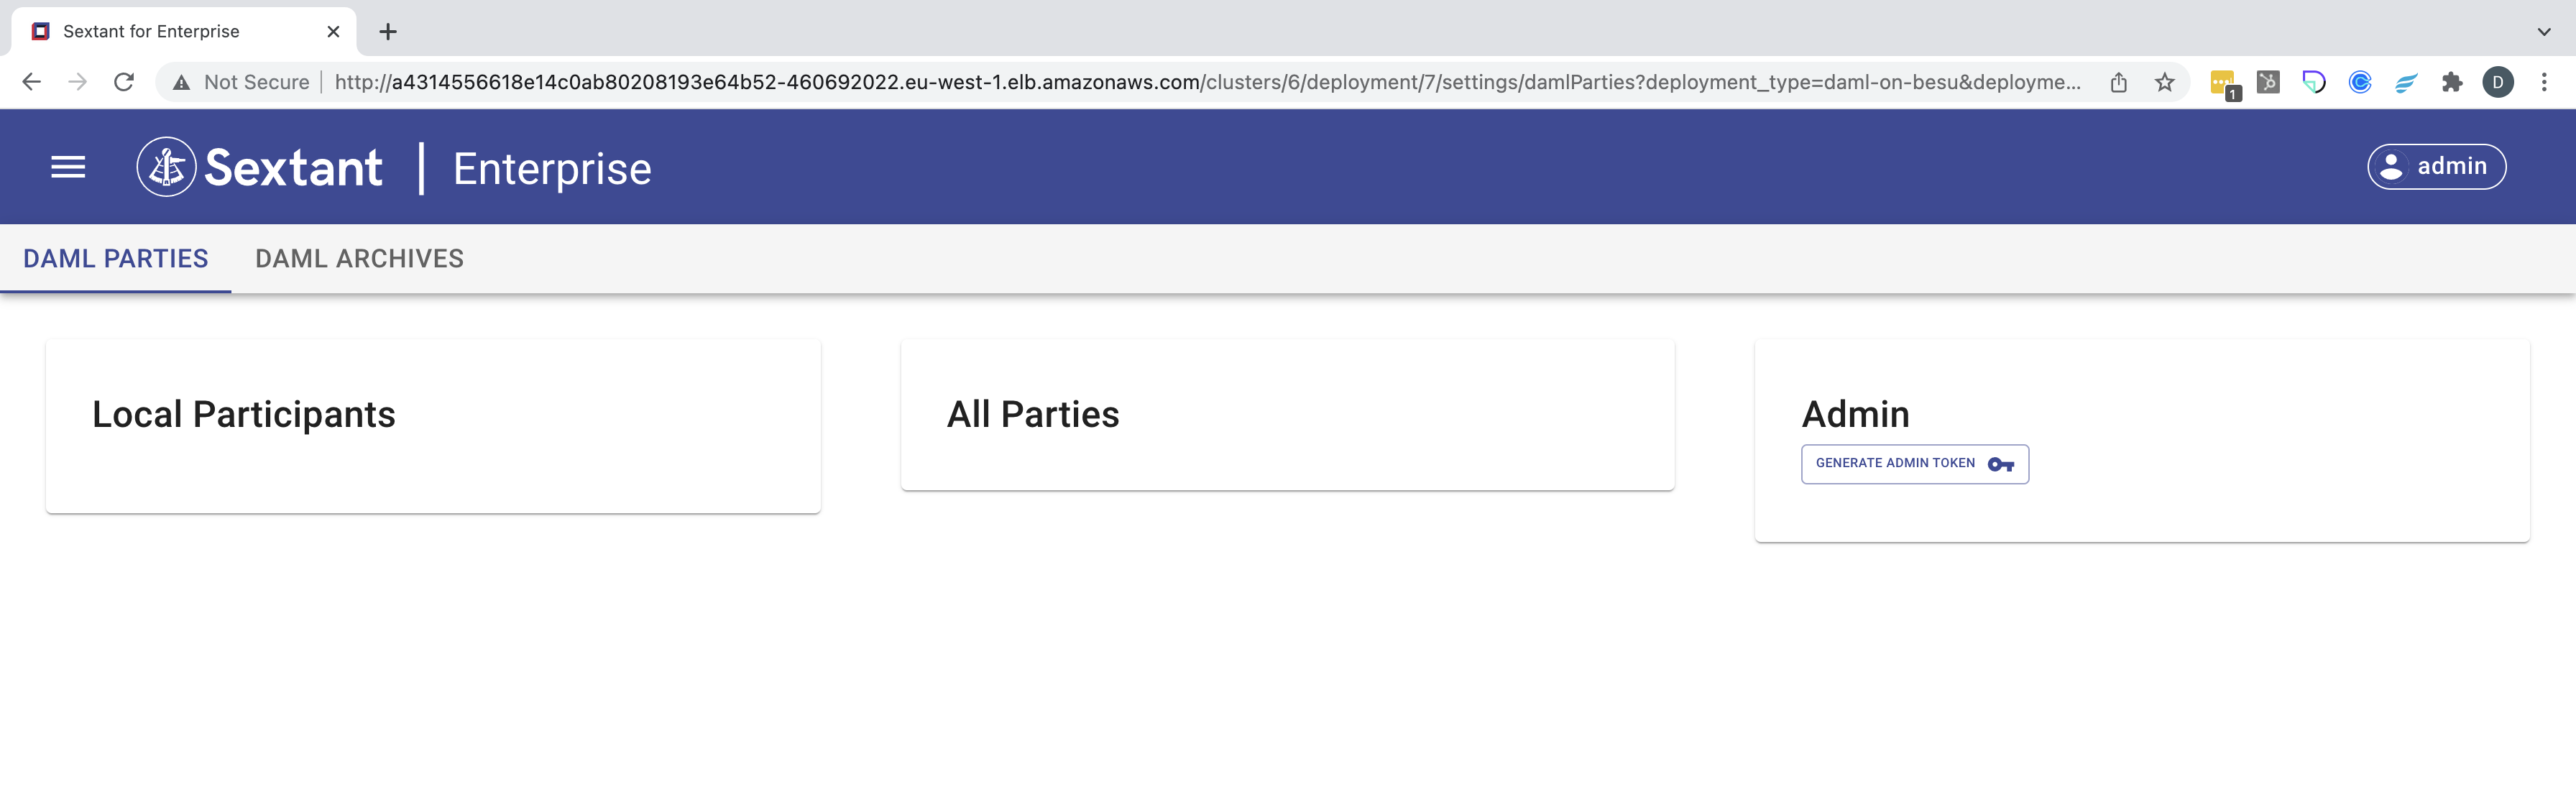 Sextant for Enterprise
Not Secure | http://a4314556618e14c0ab80208193e64b52-460692022.eu-west-1.elb.amazonaws.com/clusters/6/deployment/7/settings/damlParties?deployment_type=daml-on-besu&deployme...
1
D
Sextant | Enterprise
admin
DAML PARTIES
DAML ARCHIVES
Local Participants
All Parties
Admin
GENERATE ADMIN TOKEN